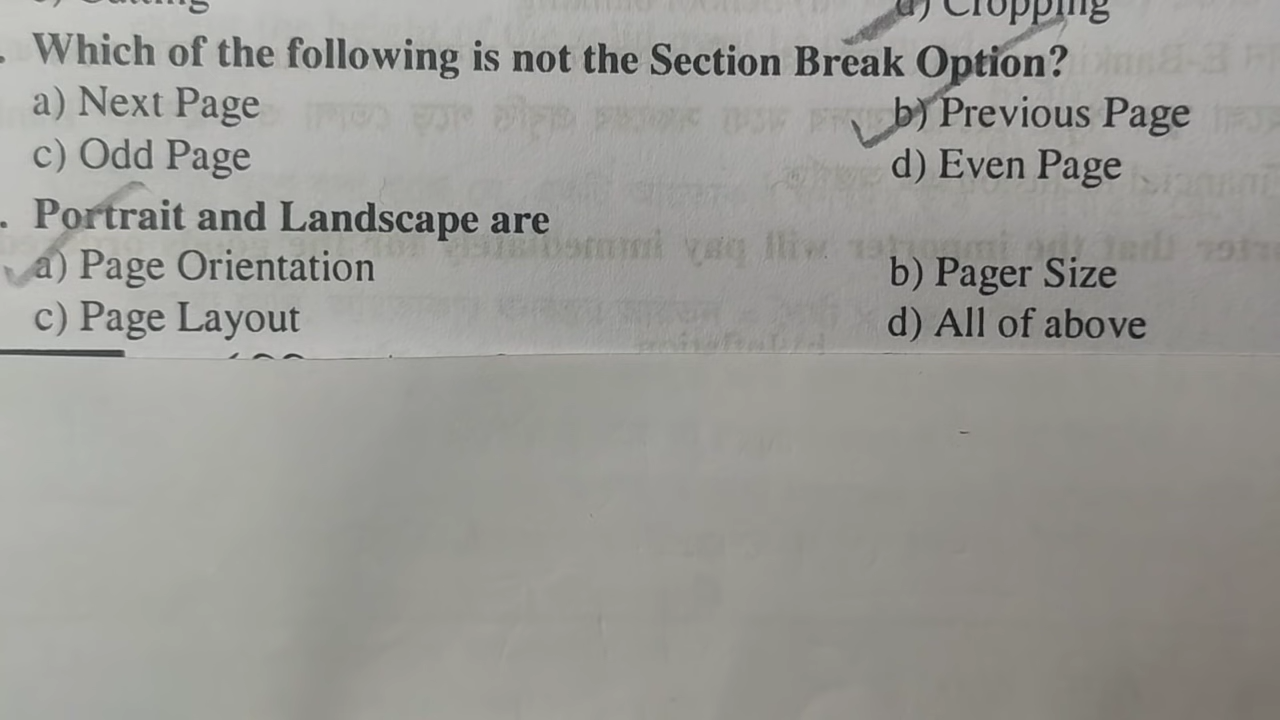 d) Cropping
. Which of the following is not the Section Break Option?
a) Next Page b) Previous Page
c) Odd Page d) Even Page
. Portrait and Landscape are
a) Page Orientation b) Pager Size
c) Page Layout d) All of above